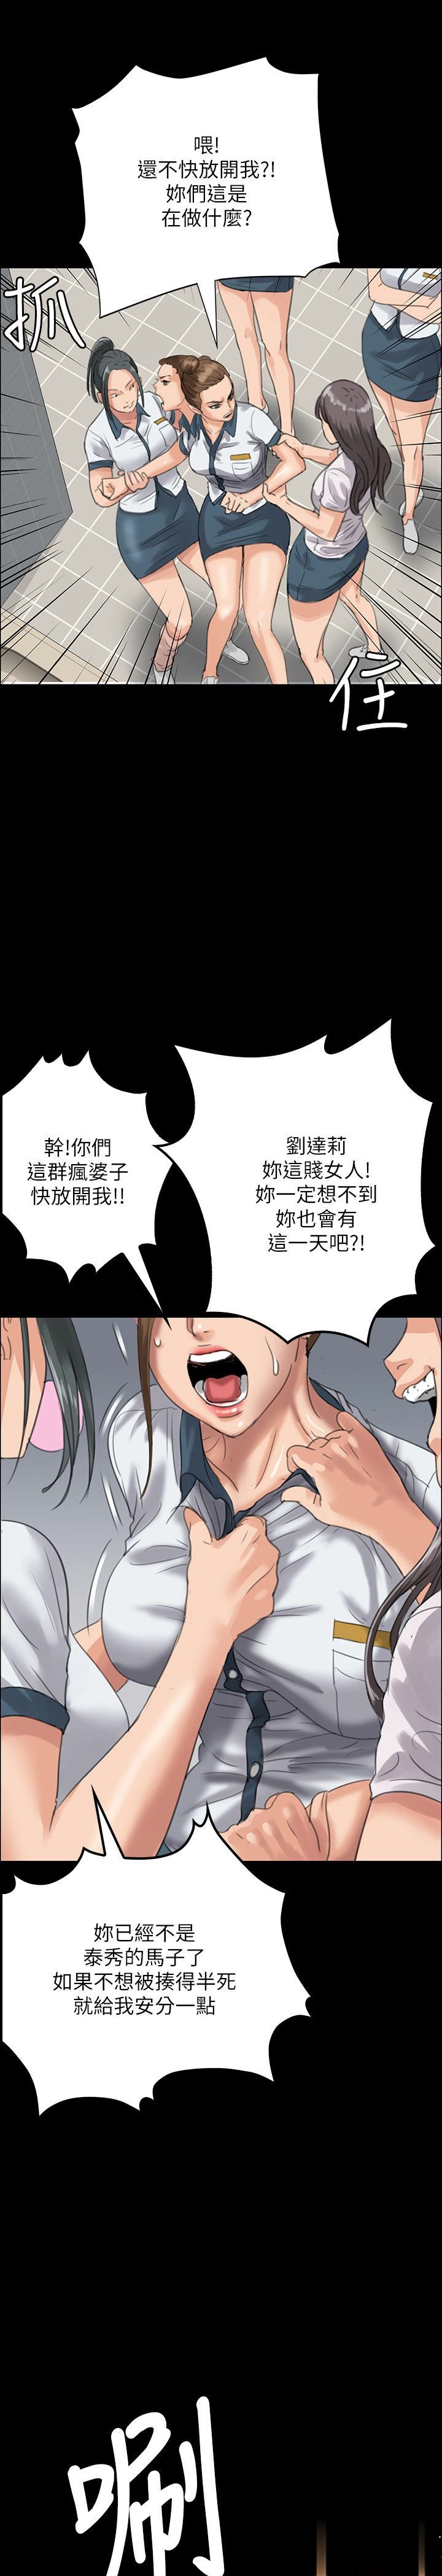 喂!
還不快放開我?!
妳們這是
在做什麼?
抓
住
幹!你們
這群瘋婆子
快放開我!!
劉達莉
妳這賤女人!
妳一定想不到
妳也會有
這一天吧?!
妳已經不是
泰秀的馬子了
如果不想被揍得半死
就給我安分一點
唰